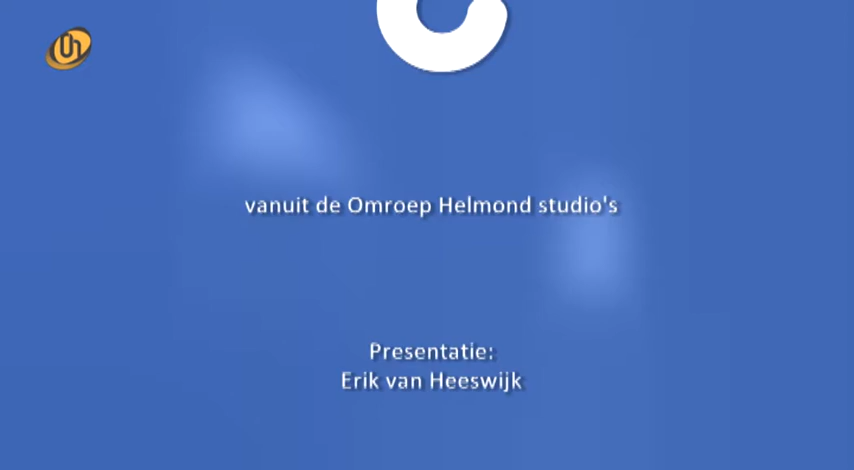 vanuit de Omroep Helmond studio's
Presentatie:
Erik van Heeswijk